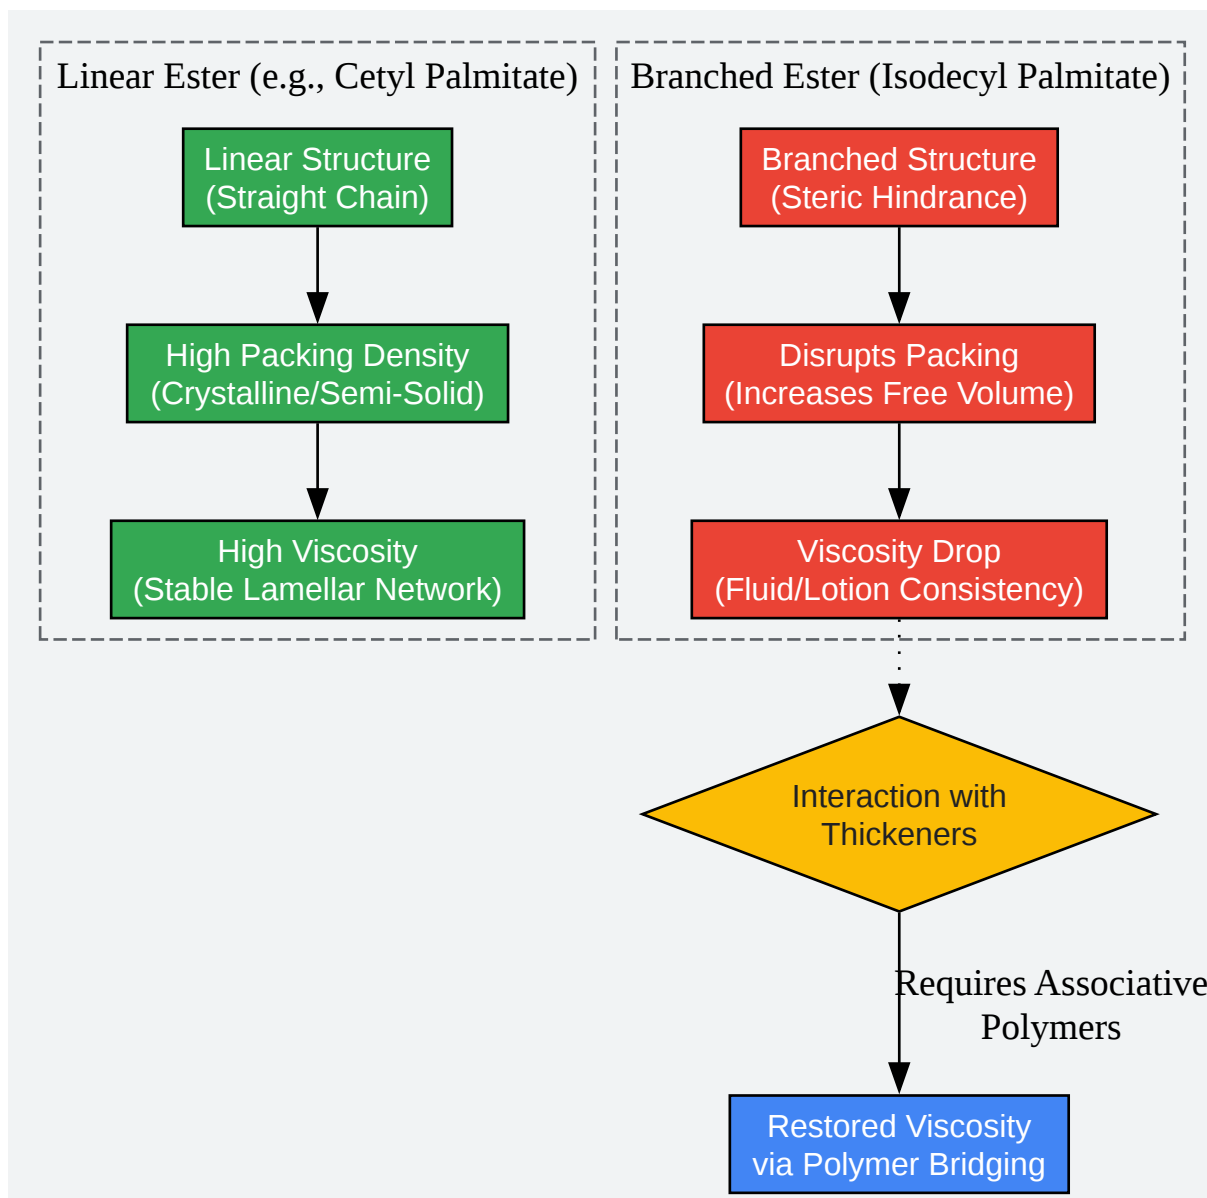 Linear Ester (e.g., Cetyl Palmitate)
Linear Structure
(Straight Chain)
High Packing Density
(Crystalline/Semi-Solid)
High Viscosity
(Stable Lamellar Network)
Branched Ester (Isodecyl Palmitate)
Branched Structure
(Steric Hindrance)
Disrupts Packing
(Increases Free Volume)
Viscosity Drop
(Fluid/Lotion Consistency)
Interaction with
Thickeners
Requires Associative
Polymers
Restored Viscosity
via Polymer Bridging